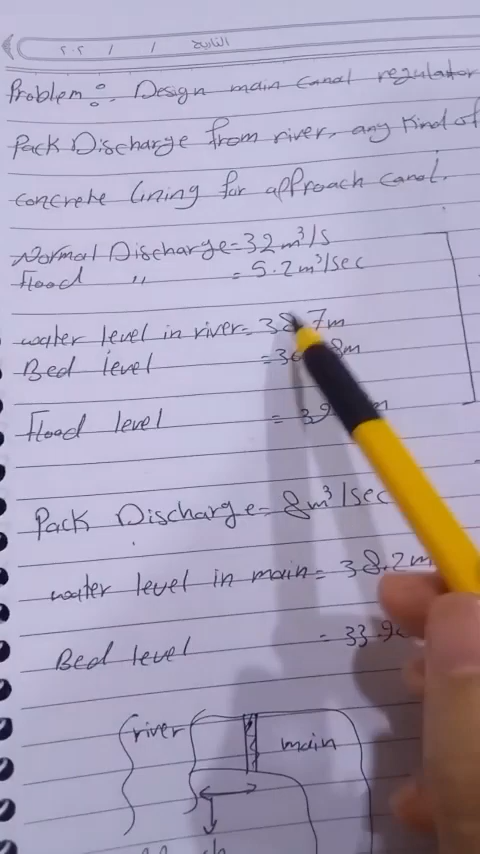 التاريخ / / ٢٠٢
Problem:. Design main canal regulator
Pack Discharge from river, any kind of
concrete lining for approach canal.
Normal Discharge = 32 m³/s
Flood " = 5.2 m³/sec
water level in river = 38.7m
Bed level
Flood level
Pack Discharge = 8m³/sec
water level in main = 38.2m
Bed level = 33.9
river
main